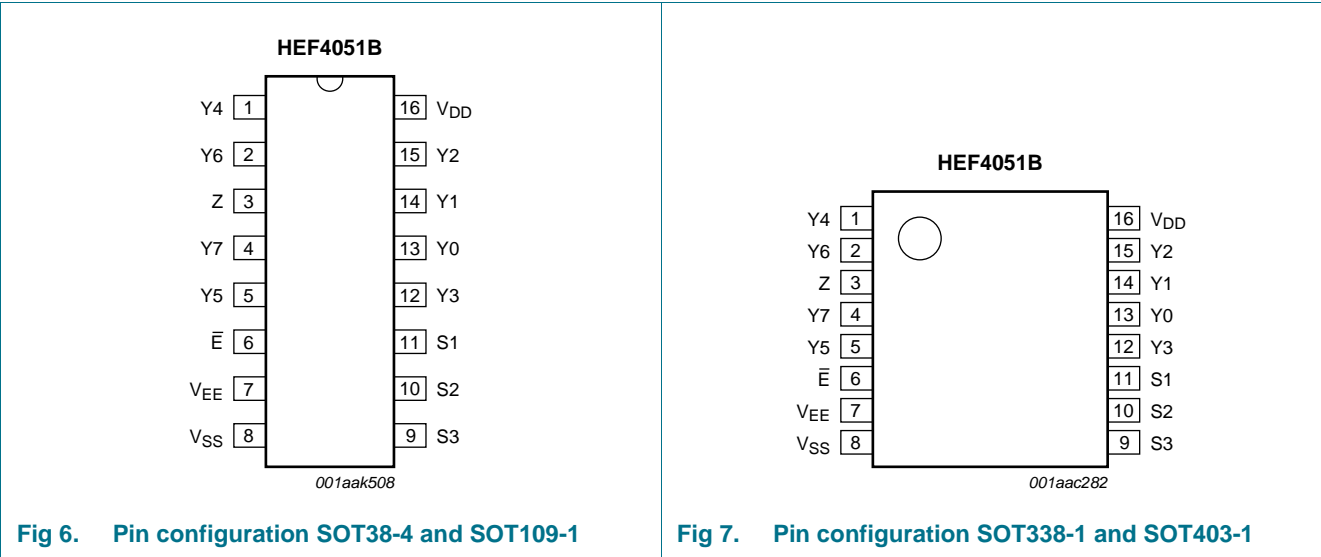 HEF4051B
Y4 1 16 VDD
Y6 2 15 Y2
Z 3 14 Y1
Y7 4 13 Y0
Y5 5 12 Y3
E̅ 6 11 S1
VEE 7 10 S2
VSS 8 9 S3
001aak508
Fig 6. Pin configuration SOT38-4 and SOT109-1
HEF4051B
Y4 1 16 VDD
Y6 2 15 Y2
Z 3 14 Y1
Y7 4 13 Y0
Y5 5 12 Y3
E̅ 6 11 S1
VEE 7 10 S2
VSS 8 9 S3
001aac282
Fig 7. Pin configuration SOT338-1 and SOT403-1